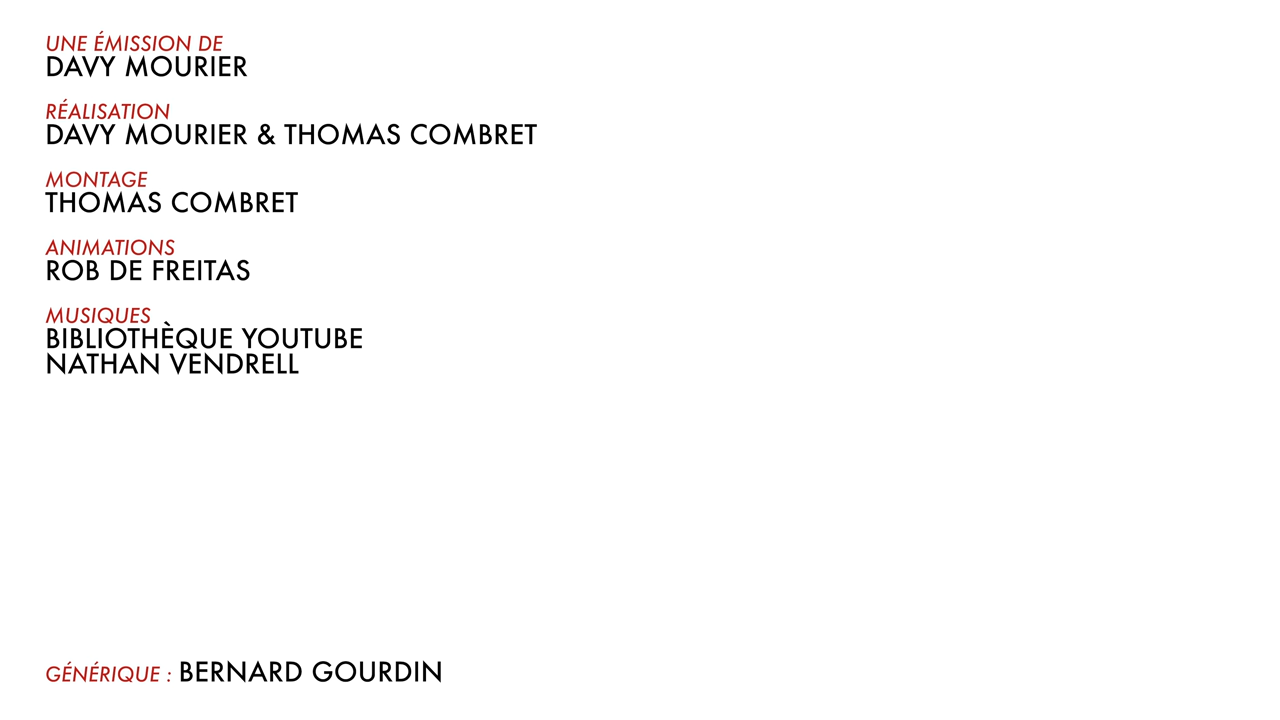 UNE ÉMISSION DE
DAVY MOURIER
RÉALISATION
DAVY MOURIER & THOMAS COMBRET
MONTAGE
THOMAS COMBRET
ANIMATIONS
ROB DE FREITAS
MUSIQUES
BIBLIOTHÈQUE YOUTUBE
NATHAN VENDRELL
GÉNÉRIQUE : BERNARD GOURDIN